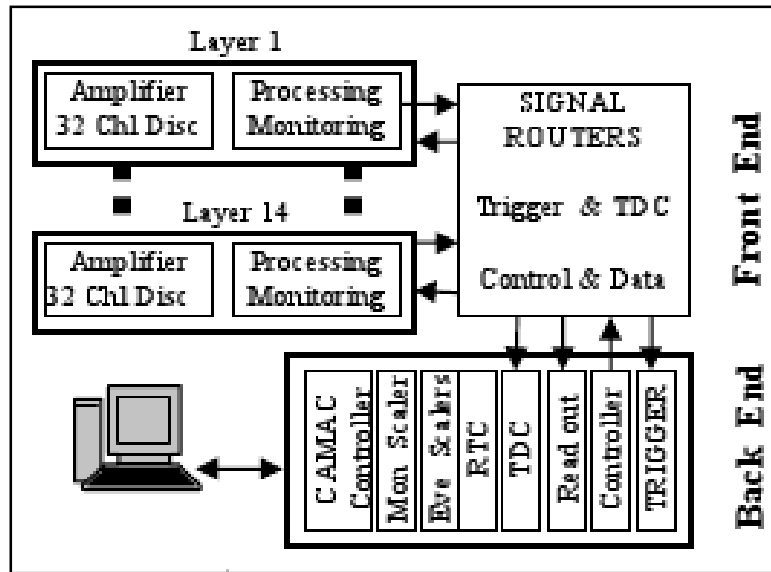 Layer 1
Amplifier
32 Chl Disc
Processing
Monitoring
SIGNAL
ROUTERS
Trigger & TDC
Control & Data
Layer 14
Amplifier
32 Chl Disc
Processing
Monitoring
Front End
CAMAC
Controller
Mon Scaler
Eve Scalers
RTC
TDC
Read out
Controller
TRIGGER
Back End